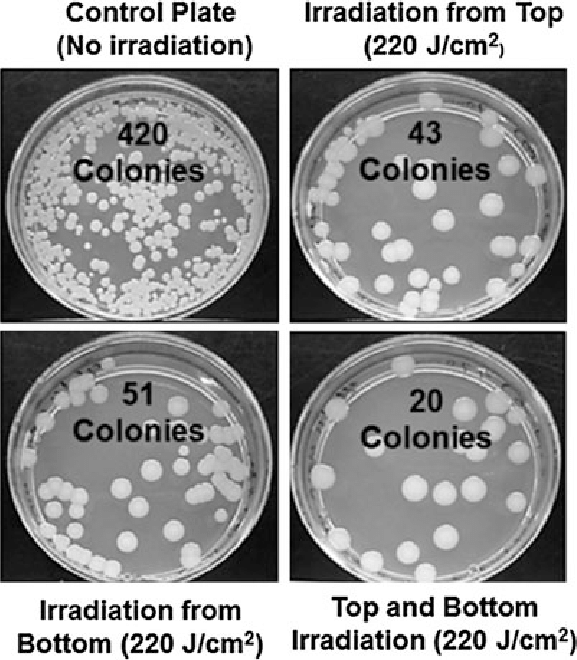 Control Plate
(No irradiation)
Irradiation from Top
(220 J/cm²)
420
Colonies
43
Colonies
51
Colonies
20
Colonies
Irradiation from
Bottom (220 J/cm²)
Top and Bottom
Irradiation (220 J/cm²)